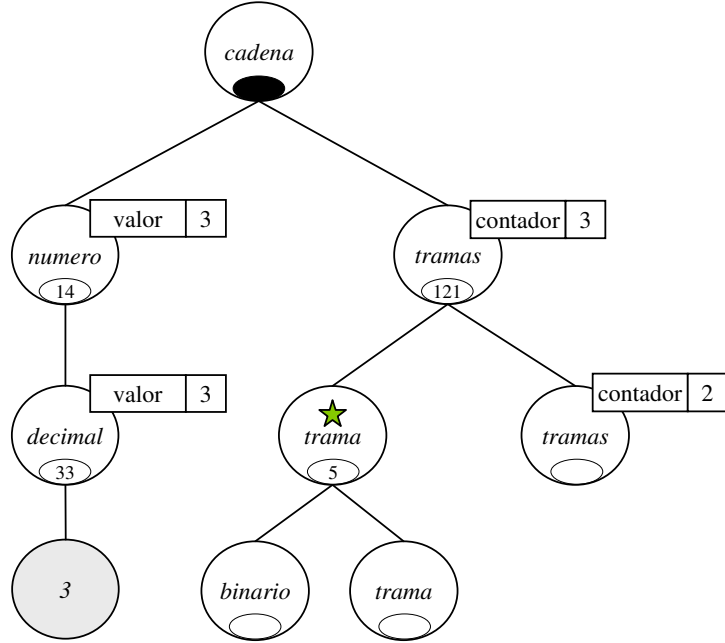 cadena
valor 3
numero
14
contador 3
tramas
121
valor 3
decimal
33
trama
5
contador 2
tramas
3
binario
trama